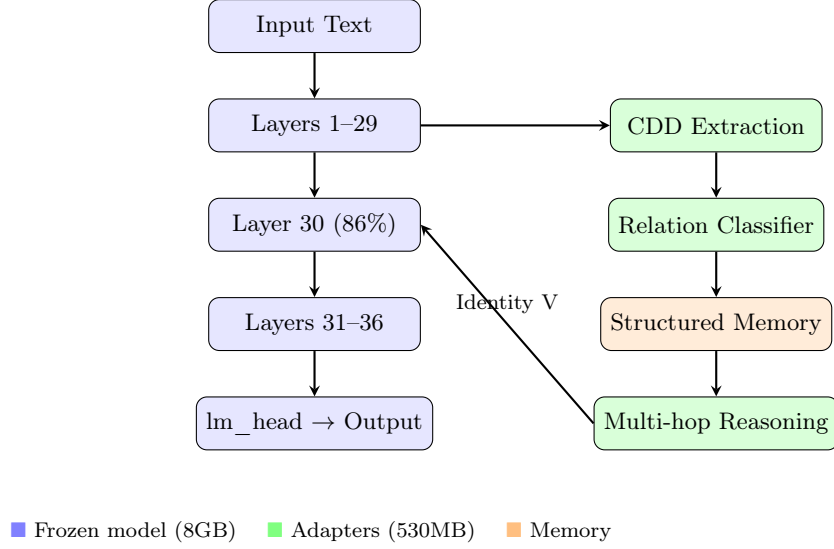 Input Text
Layers 1–29
CDD Extraction
Layer 30 (86%)
Relation Classifier
Identity V
Layers 31–36
Structured Memory
lm_head → Output
Multi-hop Reasoning
Frozen model (8GB)
Adapters (530MB)
Memory